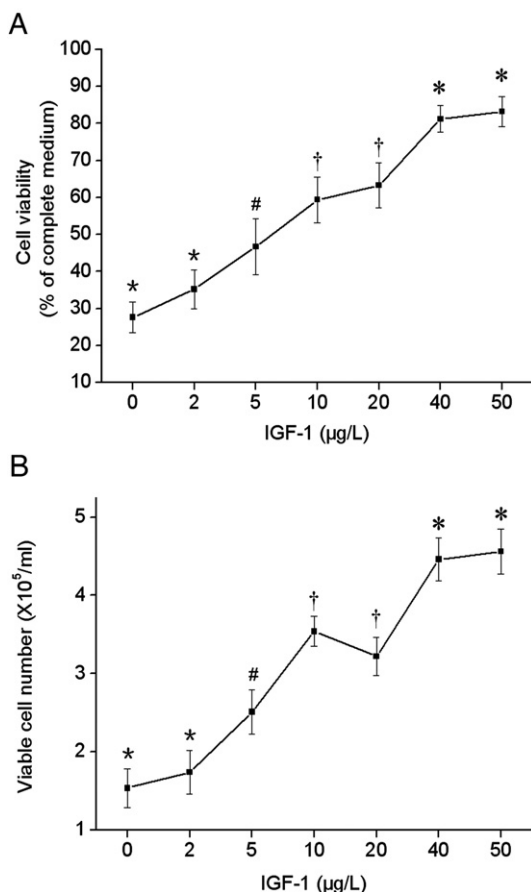 A
100
90
80
70
60
50
40
30
20
10
Cell viability
(% of complete medium)
* * # † † * *
0 2 5 10 20 40 50
IGF-1 (µg/L)
B
5
4
3
2
1
Viable cell number (X10⁵/ml)
* * # † † * *
0 2 5 10 20 40 50
IGF-1 (µg/L)